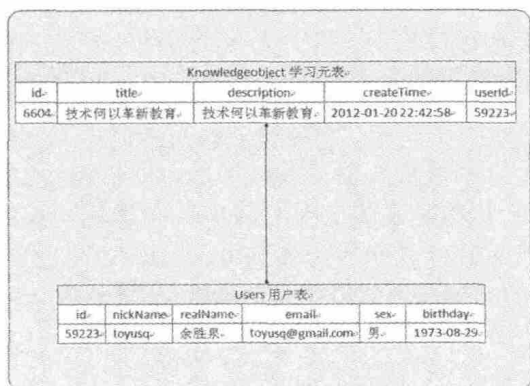 Knowledgeobject 学习元表
id title description createTime userId
6604 技术何以革新教育 技术何以革新教育 2012-01-20 22:42:58 59223
Users 用户表
id nickName realName email sex birthday
59223 toyusq 余胜泉 toyusq@gmail.com 男 1973-08-29